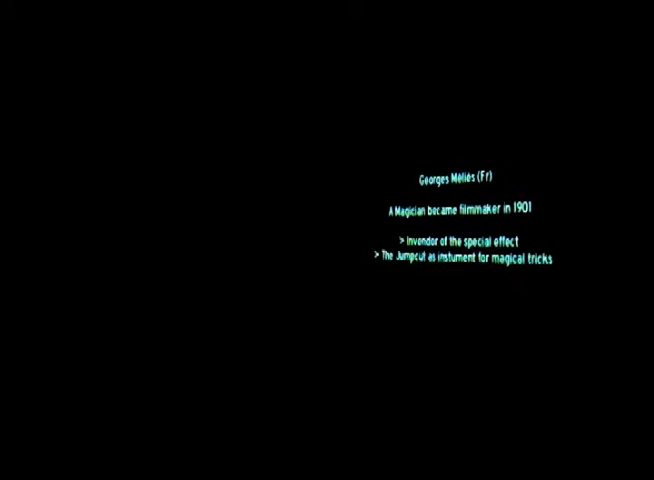 Georges Méliés (Fr)
A Magician became filmmaker in 1901
> Invendor of the special effect
> The Jumpcut as instument for magical tricks